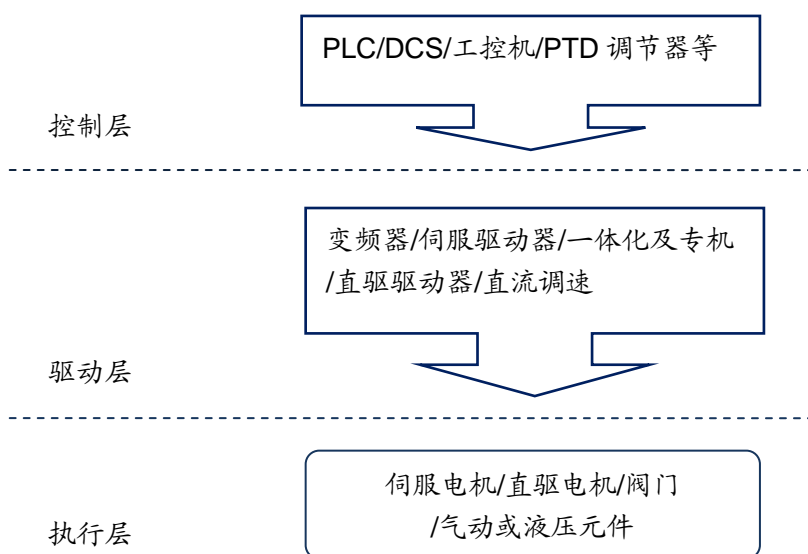 PLC/DCS/工控机/PTD 调节器等
控制层
变频器/伺服驱动器/一体化及专机
/直驱驱动器/直流调速
驱动层
伺服电机/直驱电机/阀门
/气动或液压元件
执行层